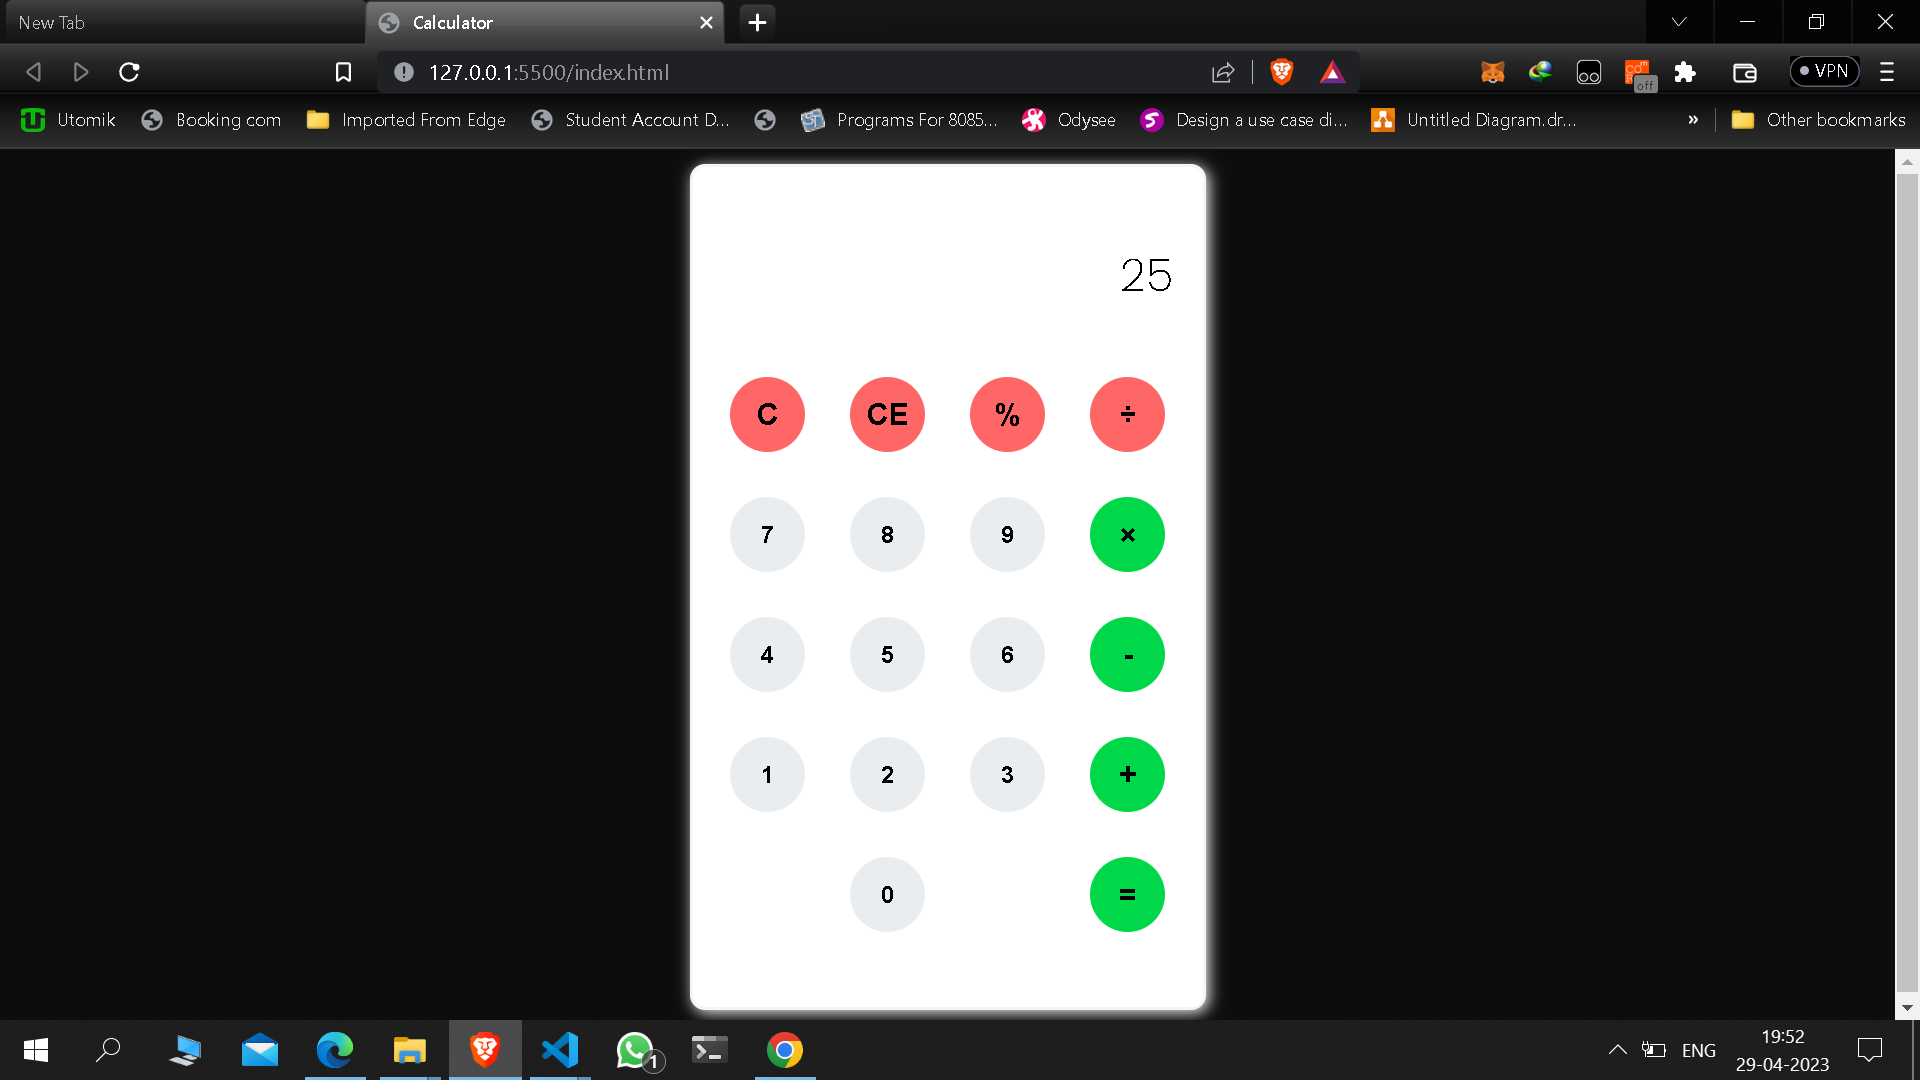 New Tab
Calculator
127.0.0.1:5500/index.html
off
VPN
Utomik
Booking.com
Imported From Edge
Student Account D...
Programs For 8085...
Odysee
Design a use case di...
Untitled Diagram.dr...
»
Other bookmarks
25
C CE % ÷
7 8 9 ×
4 5 6 -
1 2 3 +
0 =
1
ENG
19:52
29-04-2023